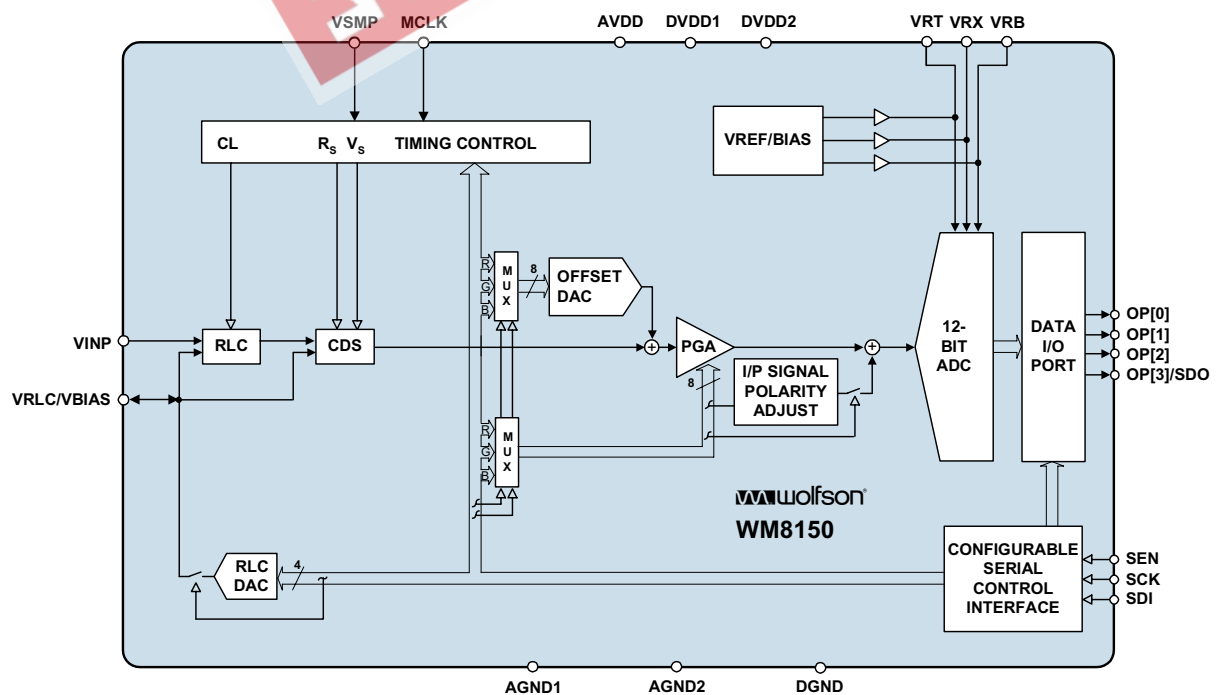 VSMP MCLK AVDD DVDD1 DVDD2 VRT VRX VRB
CL RS VS TIMING CONTROL
VREF/BIAS
R
G
B
MUX
8
OFFSET
DAC
VINP
RLC
CDS
PGA
8
I/P SIGNAL
POLARITY
ADJUST
12-
BIT
ADC
DATA
I/O
PORT
OP[0]
OP[1]
OP[2]
OP[3]/SDO
VRLC/VBIAS
R
G
B
MUX
wolfson
WM8150
RLC
DAC
4
CONFIGURABLE
SERIAL
CONTROL
INTERFACE
SEN
SCK
SDI
AGND1 AGND2 DGND